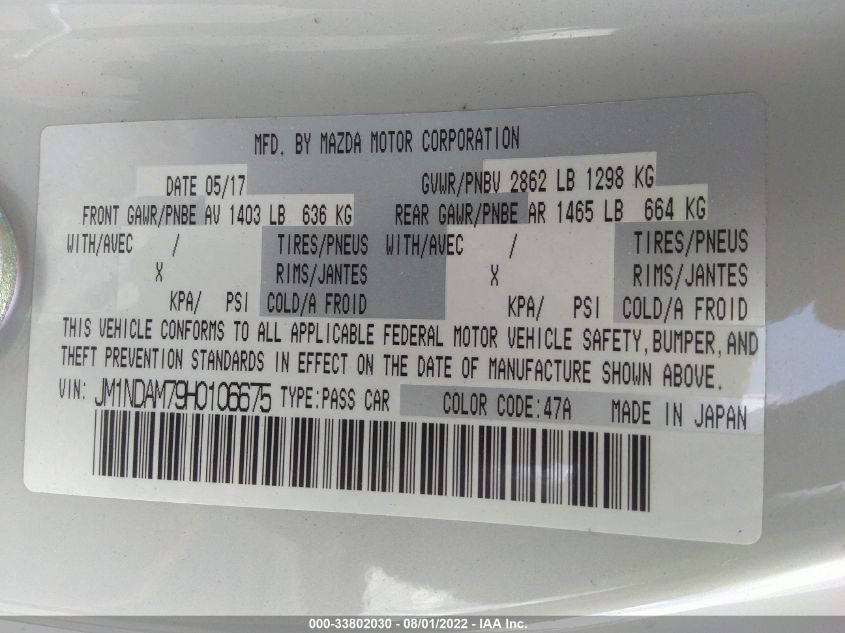 MFD. BY MAZDA MOTOR CORPORATION
DATE 05/17 GVWR/PNBV 2862 LB 1298 KG
FRONT GAWR/PNBE AV 1403 LB 636 KG REAR GAWR/PNBE AR 1465 LB 664 KG
WITH/AVEC / TIRES/PNEUS WITH/AVEC / TIRES/PNEUS
X RIMS/JANTES X RIMS/JANTES
KPA/ PSI COLD/A FROID KPA/ PSI COLD/A FROID
THIS VEHICLE CONFORMS TO ALL APPLICABLE FEDERAL MOTOR VEHICLE SAFETY, BUMPER, AND
THEFT PREVENTION STANDARDS IN EFFECT ON THE DATE OF MANUFACTURE SHOWN ABOVE.
VIN: JM1NDAM79H0106675 TYPE:PASS CAR COLOR CODE:47A MADE IN JAPAN
000-33802030 - 08/01/2022 - IAA Inc.